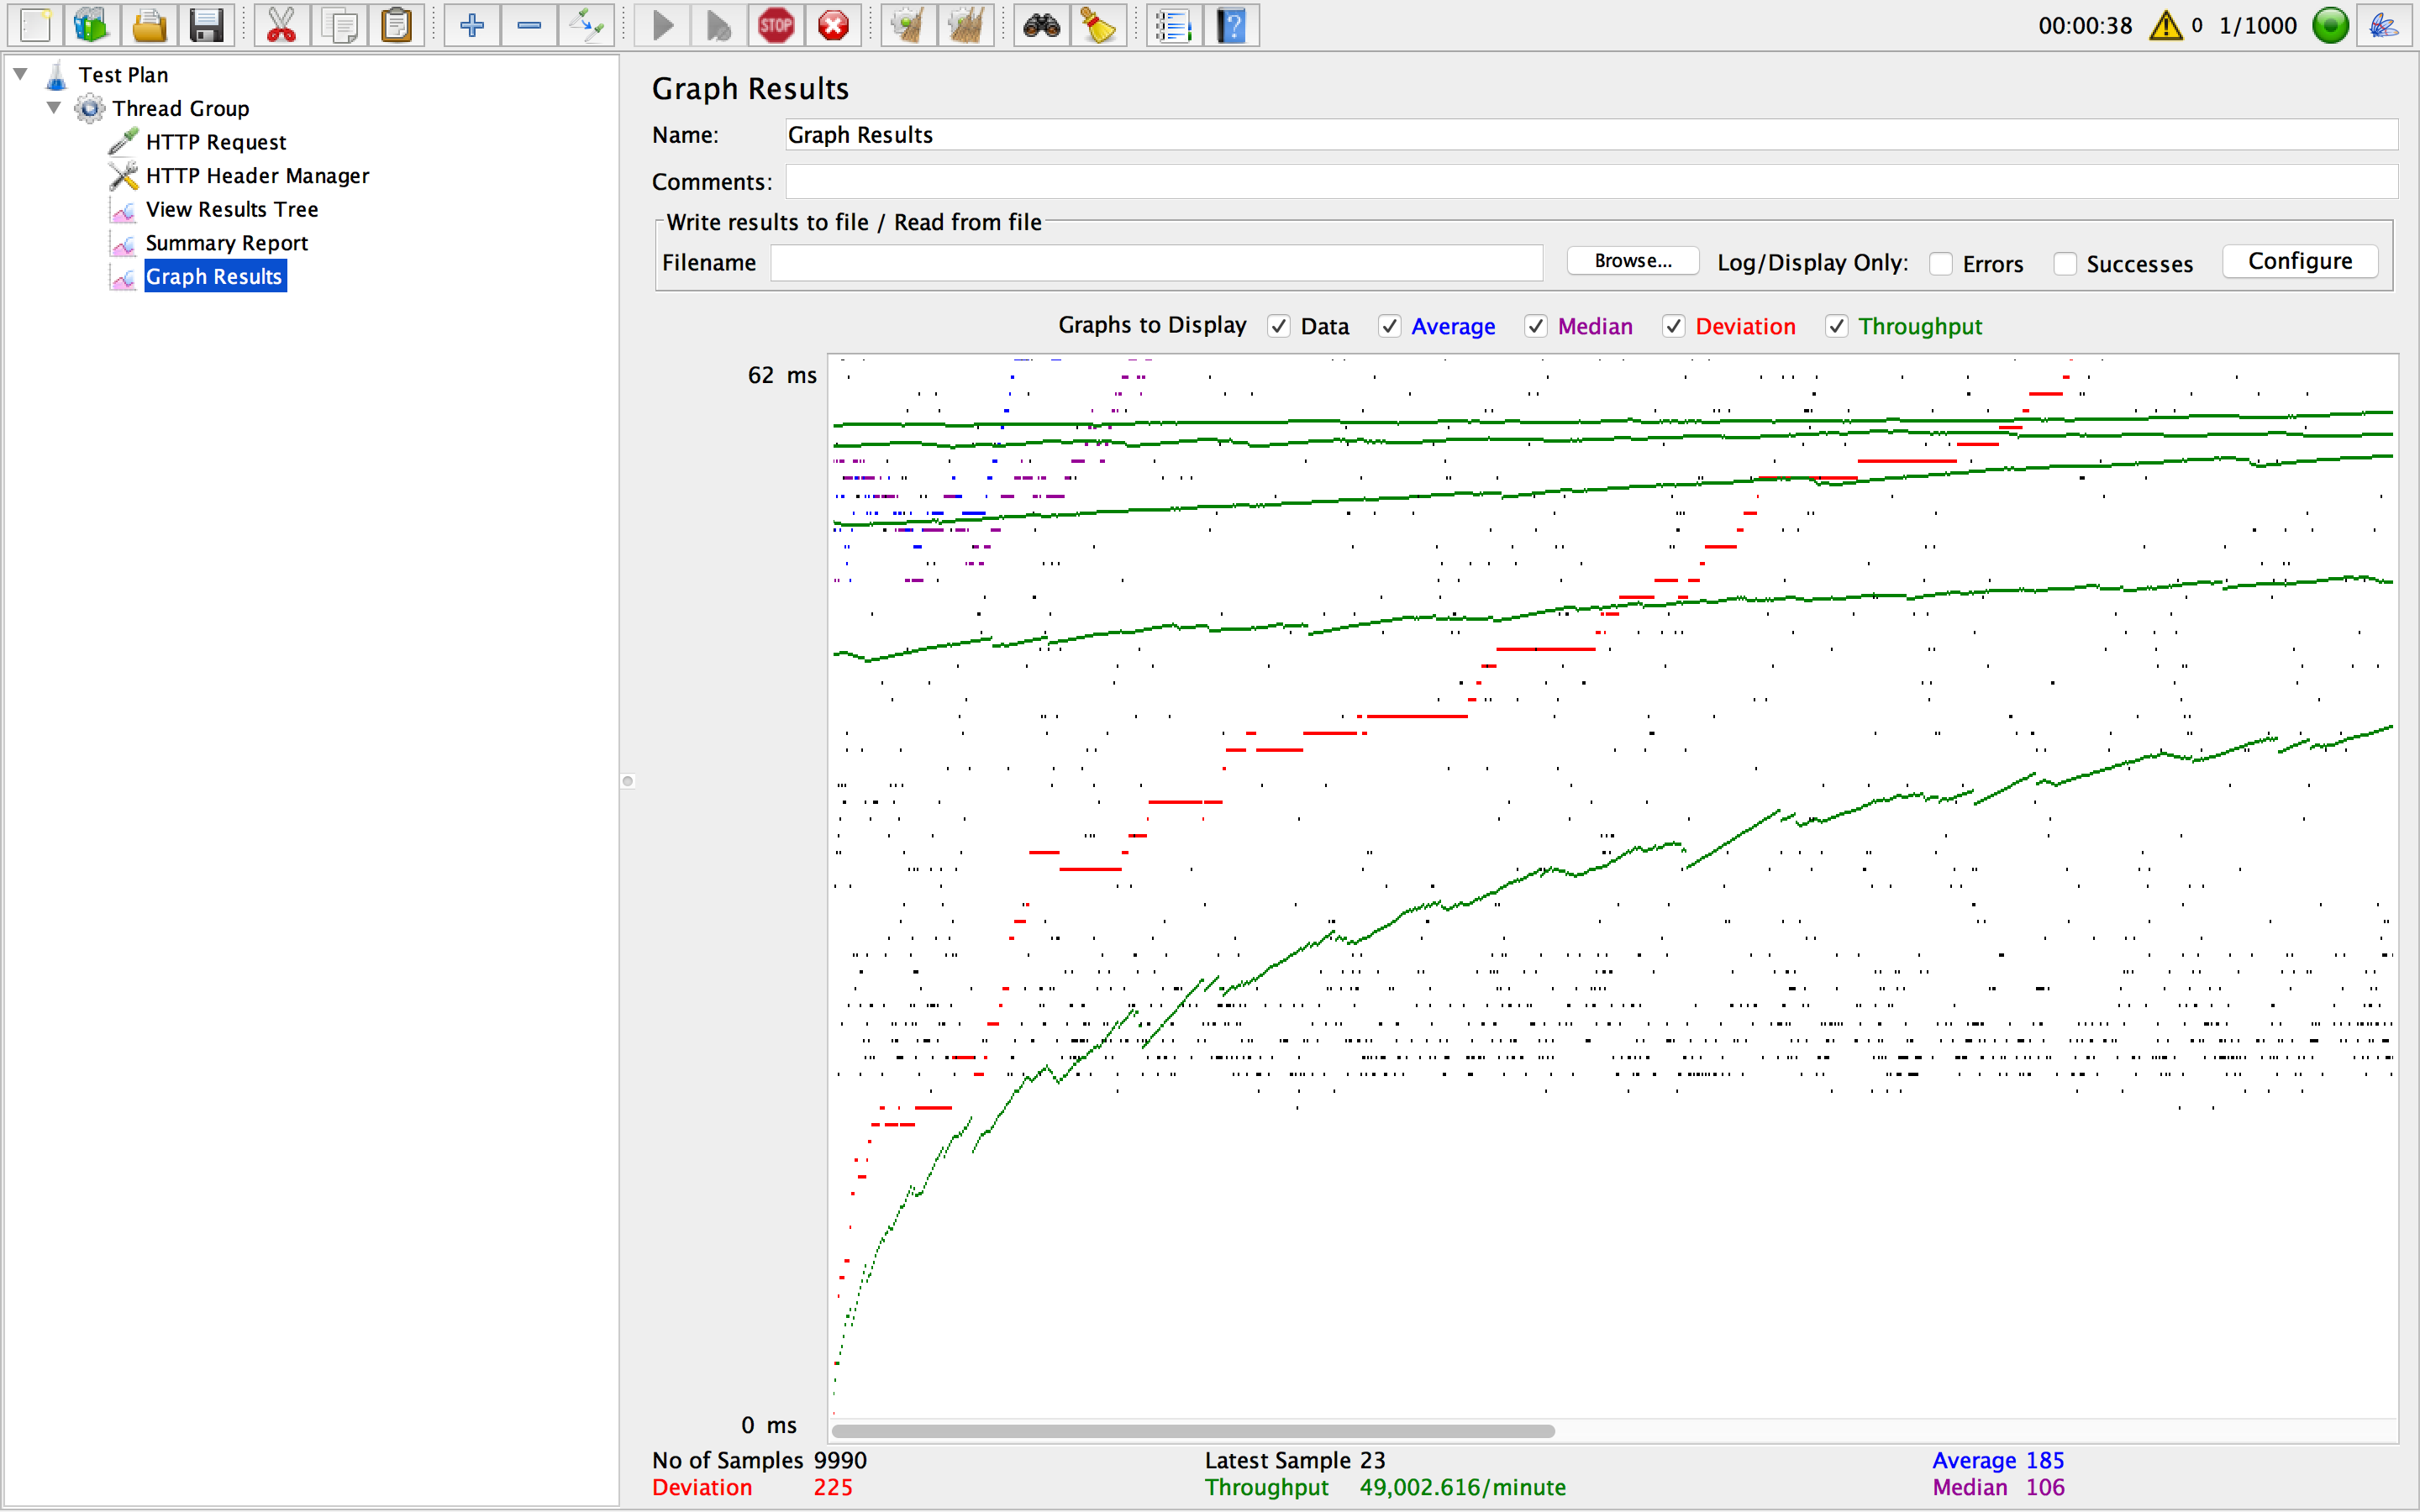 STOP
00:00:38 0 1/1000
Test Plan
Thread Group
HTTP Request
HTTP Header Manager
View Results Tree
Summary Report
Graph Results
Graph Results
Name: Graph Results
Comments:
Write results to file / Read from file
Filename Browse... Log/Display Only: Errors Successes Configure
Graphs to Display Data Average Median Deviation Throughput
62 ms
0 ms
No of Samples 9990 Latest Sample 23 Average 185
Deviation 225 Throughput 49,002.616/minute Median 106